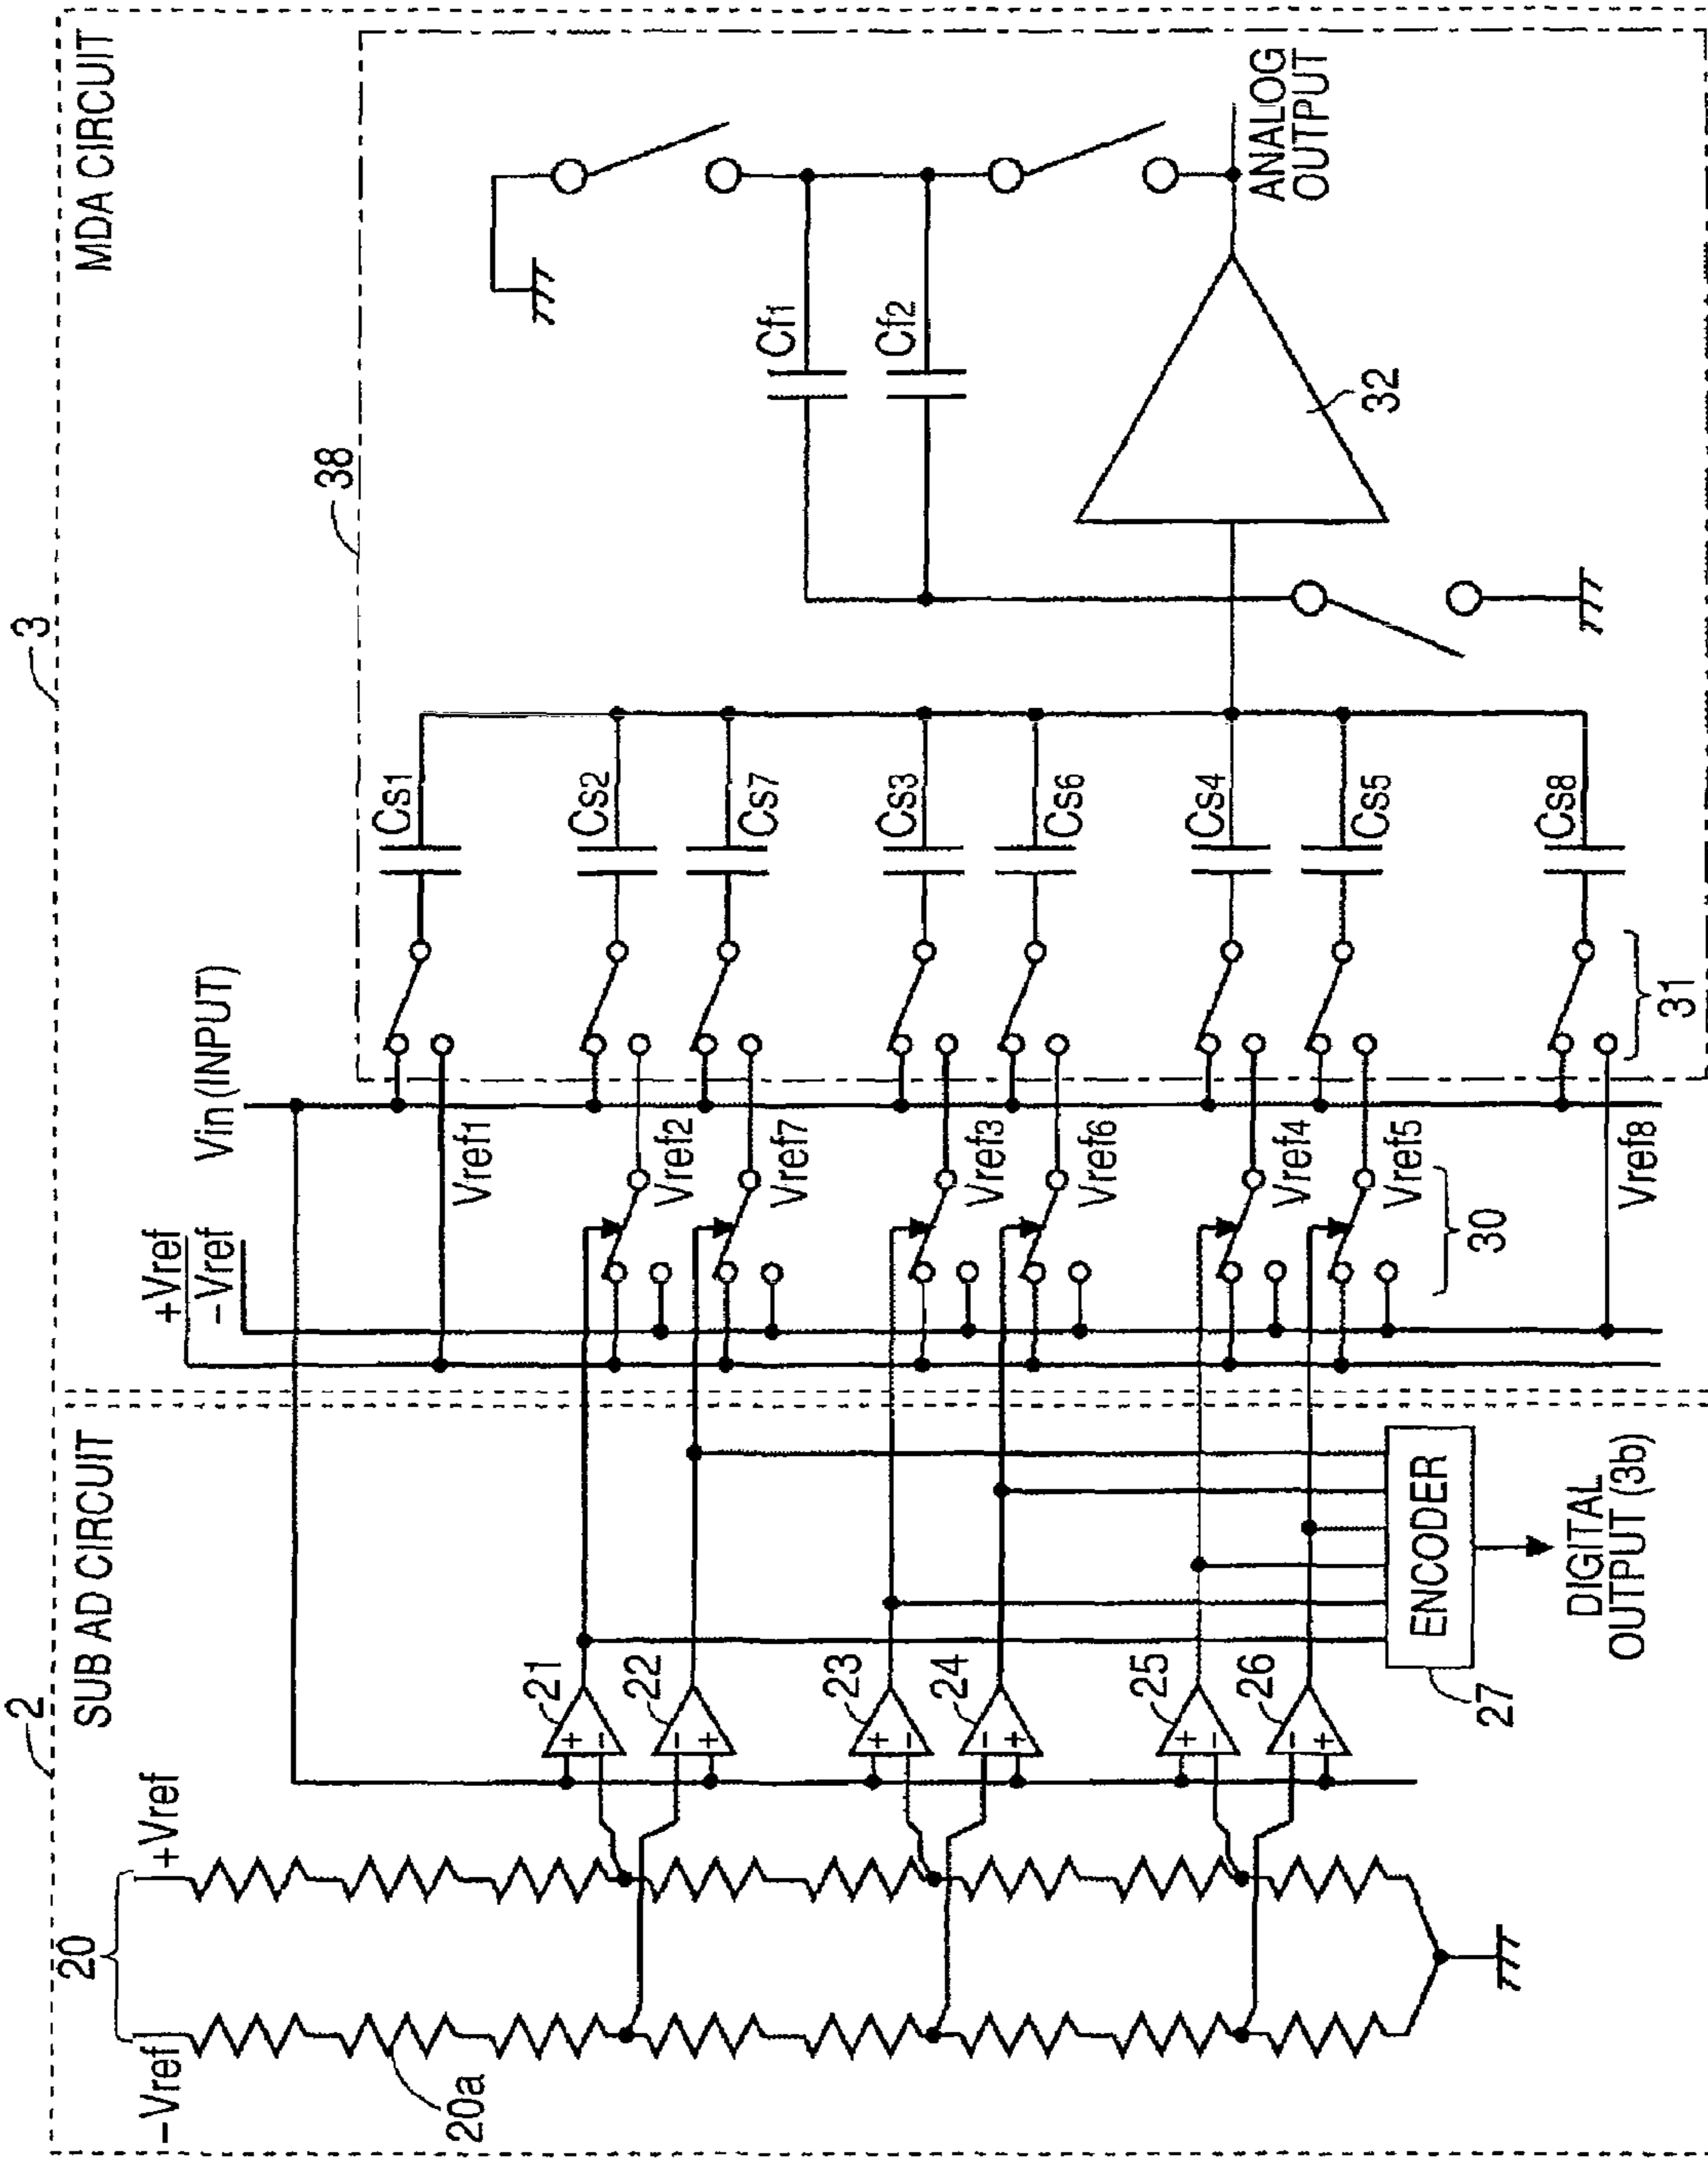 3
2
MDA CIRCUIT
SUB AD CIRCUIT
38
20
−Vref
+Vref
20a
+Vref
−Vref
Vin (INPUT)
Vref1
Vref2
Vref7
Vref3
Vref6
Vref4
Vref5
Vref8
30
31
Cs1
Cs2
Cs7
Cs3
Cs6
Cs4
Cs5
Cs8
Cf1
Cf2
32
ANALOG
OUTPUT
21
+
−
22
−
+
23
+
−
24
−
+
25
+
−
26
−
+
ENCODER
27
DIGITAL
OUTPUT (3b)